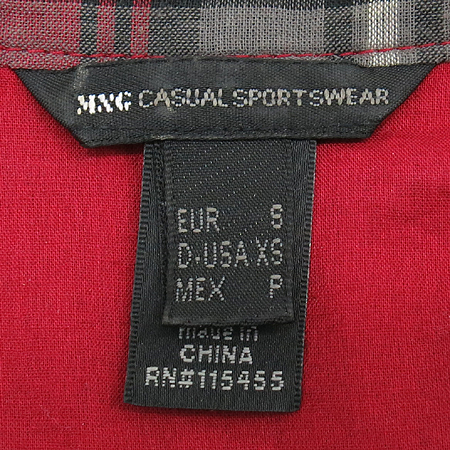 MNG CASUAL SPORTSWEAR
EUR S
D-USA XS
MEX P
made in
CHINA
RN#115455